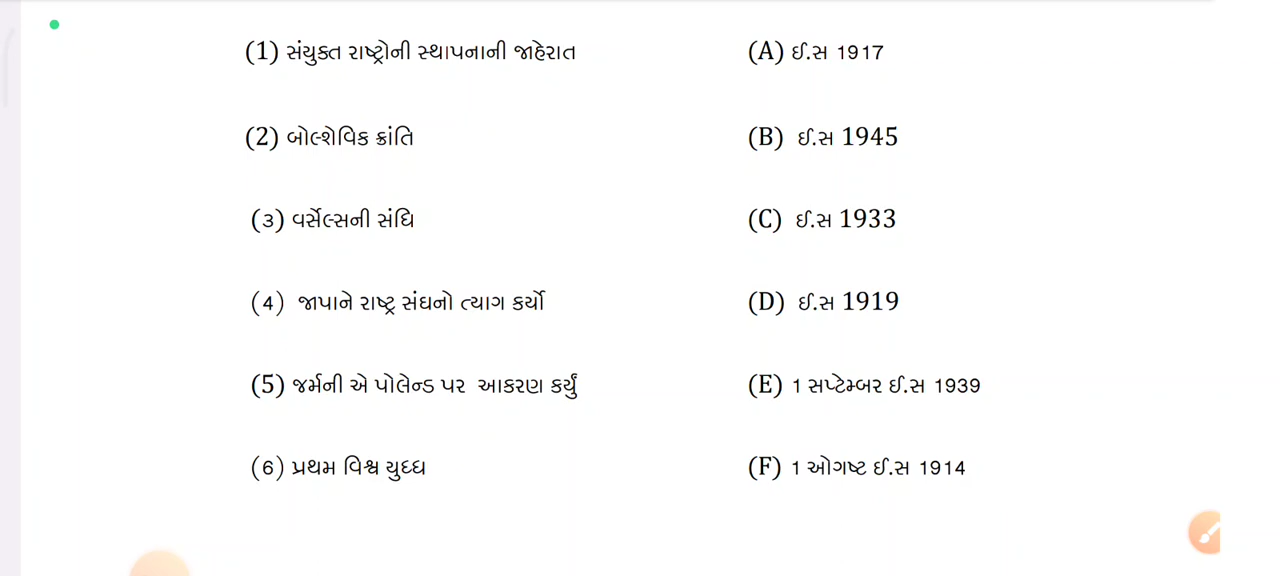 (1) સંયુક્ત રાષ્ટ્રોની સ્થાપનાની જાહેરાત (A) ઈ.સ 1917
(2) બોલ્શેવિક ક્રાંતિ (B) ઈ.સ 1945
(૩) વર્સેલ્સની સંધિ (C) ઈ.સ 1933
(4) જાપાને રાષ્ટ્ર સંઘનો ત્યાગ કર્યો (D) ઈ.સ 1919
(5) જર્મની એ પોલેન્ડ પર આકરણ કર્યું (E) 1 સપ્ટેમ્બર ઈ.સ 1939
(6) પ્રથમ વિશ્વ યુદ્ધ (F) 1 ઓગષ્ટ ઈ.સ 1914